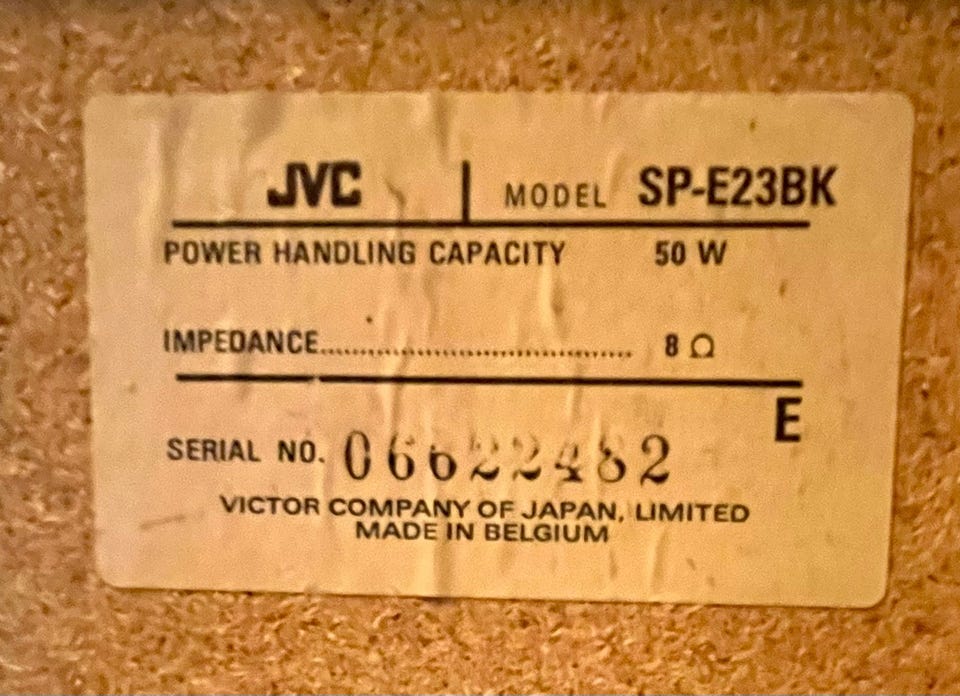 JVC MODEL SP-E23BK
POWER HANDLING CAPACITY 50 W
IMPEDANCE........................................ 8 Ω
E
SERIAL NO. 06622482
VICTOR COMPANY OF JAPAN, LIMITED
MADE IN BELGIUM